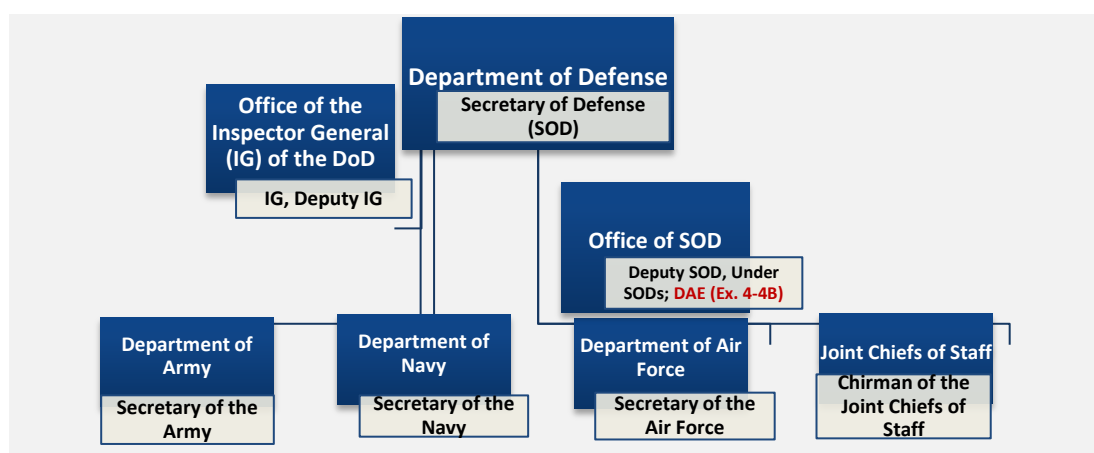 Department of Defense
Secretary of Defense
(SOD)
Office of the
Inspector General
(IG) of the DoD
IG, Deputy IG
Office of SOD
Deputy SOD, Under
SODs; DAE (Ex. 4-4B)
Department of
Army
Secretary of the
Army
Department of
Navy
Secretary of the
Navy
Department of Air
Force
Secretary of the
Air Force
Joint Chiefs of Staff
Chirman of the
Joint Chiefs of
Staff